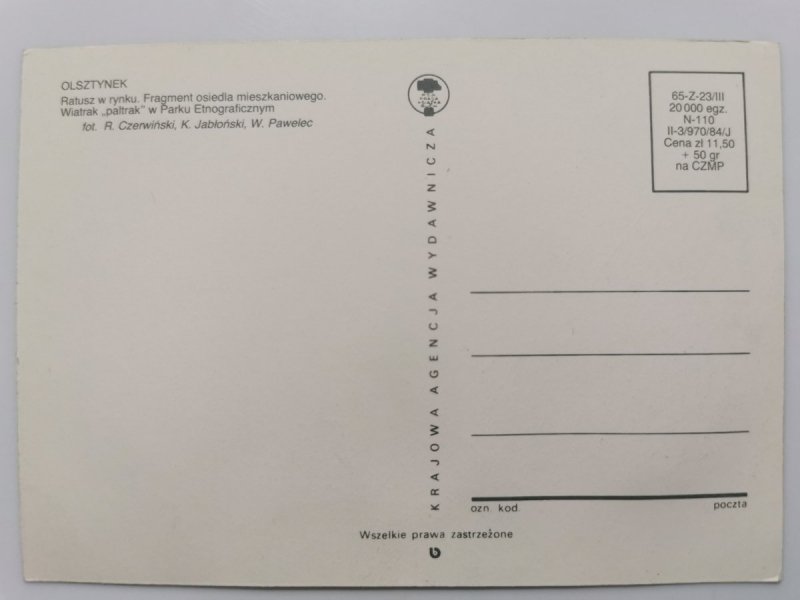 OLSZTYNEK
Ratusz w rynku. Fragment osiedla mieszkaniowego.
Wiatrak „paltrak" w Parku Etnograficznym
fot. R. Czerwiński, K. Jabłoński, W. Pawelec
KRAJOWA AGENCJA WYDAWNICZA
65-Z-23/III
20 000 egz.
N-110
II-3/970/84/J
Cena zł 11,50
+ 50 gr
na CZMP
ozn. kod.
poczta
Wszelkie prawa zastrzeżone